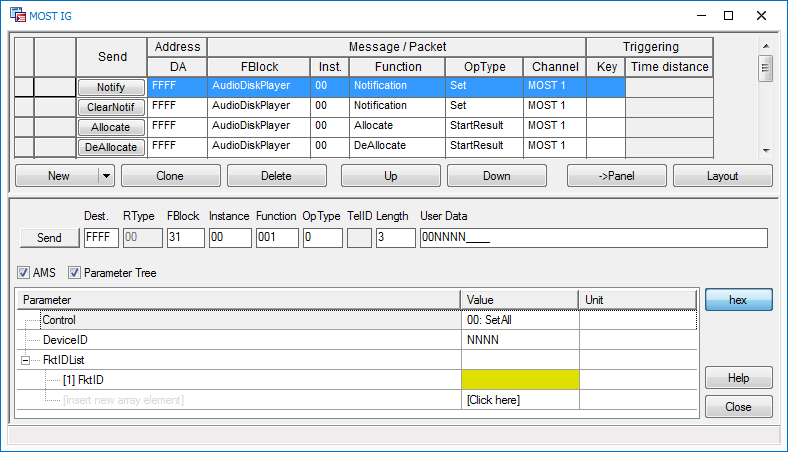 MOST IG
Send Address Message / Packet Triggering
DA FBlock Inst. Function OpType Channel Key Time distance
Notify FFFF AudioDiskPlayer 00 Notification Set MOST 1
ClearNotif FFFF AudioDiskPlayer 00 Notification Set MOST 1
Allocate FFFF AudioDiskPlayer 00 Allocate StartResult MOST 1
DeAllocate FFFF AudioDiskPlayer 00 DeAllocate StartResult MOST 1
New Clone Delete Up Down ->Panel Layout
Dest. RType FBlock Instance Function OpType TelID Length User Data
Send FFFF 00 31 00 001 0 3 00NNNN____
AMS Parameter Tree
Parameter Value Unit hex
Control 00: SetAll
DeviceID NNNN
FktIDList
[1] FktID Help
[Insert new array element] [Click here] Close